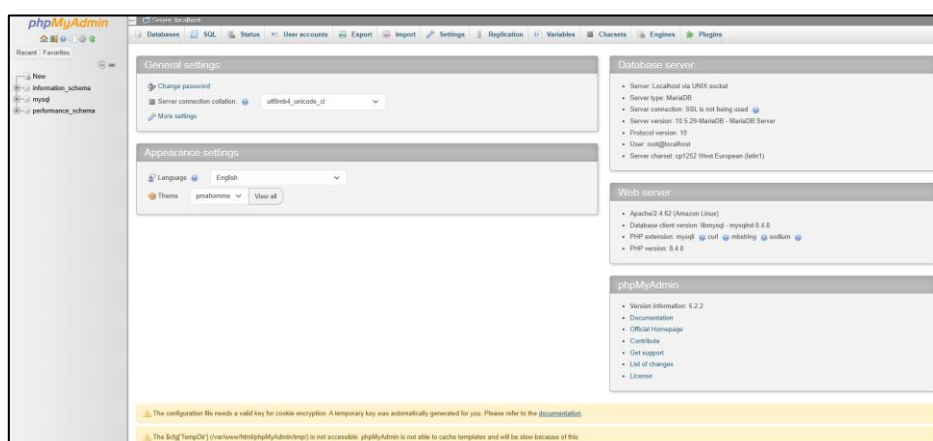 phpMyAdmin
Recent Favorites
New
information_schema
mysql
performance_schema
Server: localhost
Databases SQL Status User accounts Export Import Settings Replication Variables Charsets Engines Plugins
General settings
Change password
Server connection collation: utf8mb4_unicode_ci
More settings
Appearance settings
Language English
Theme pmahomme View all
Database server
Server: Localhost via UNIX socket
Server type: MariaDB
Server connection: SSL is not being used
Server version: 10.5.29-MariaDB - MariaDB Server
Protocol version: 10
User: root@localhost
Server charset: cp1252 West European (latin1)
Web server
Apache/2.4.62 (Amazon Linux)
Database client version: libmysql - mysqlnd 8.4.8
PHP extension: mysqli curl mbstring sodium
PHP version: 8.4.8
phpMyAdmin
Version information: 5.2.2
Documentation
Official Homepage
Contribute
Get support
List of changes
License
The configuration file needs a valid key for cookie encryption. A temporary key was automatically generated for you. Please refer to the documentation.
The $cfg['TempDir'] (/var/www/html/phpMyAdmin/tmp/) is not accessible. phpMyAdmin is not able to cache templates and will be slow because of this.